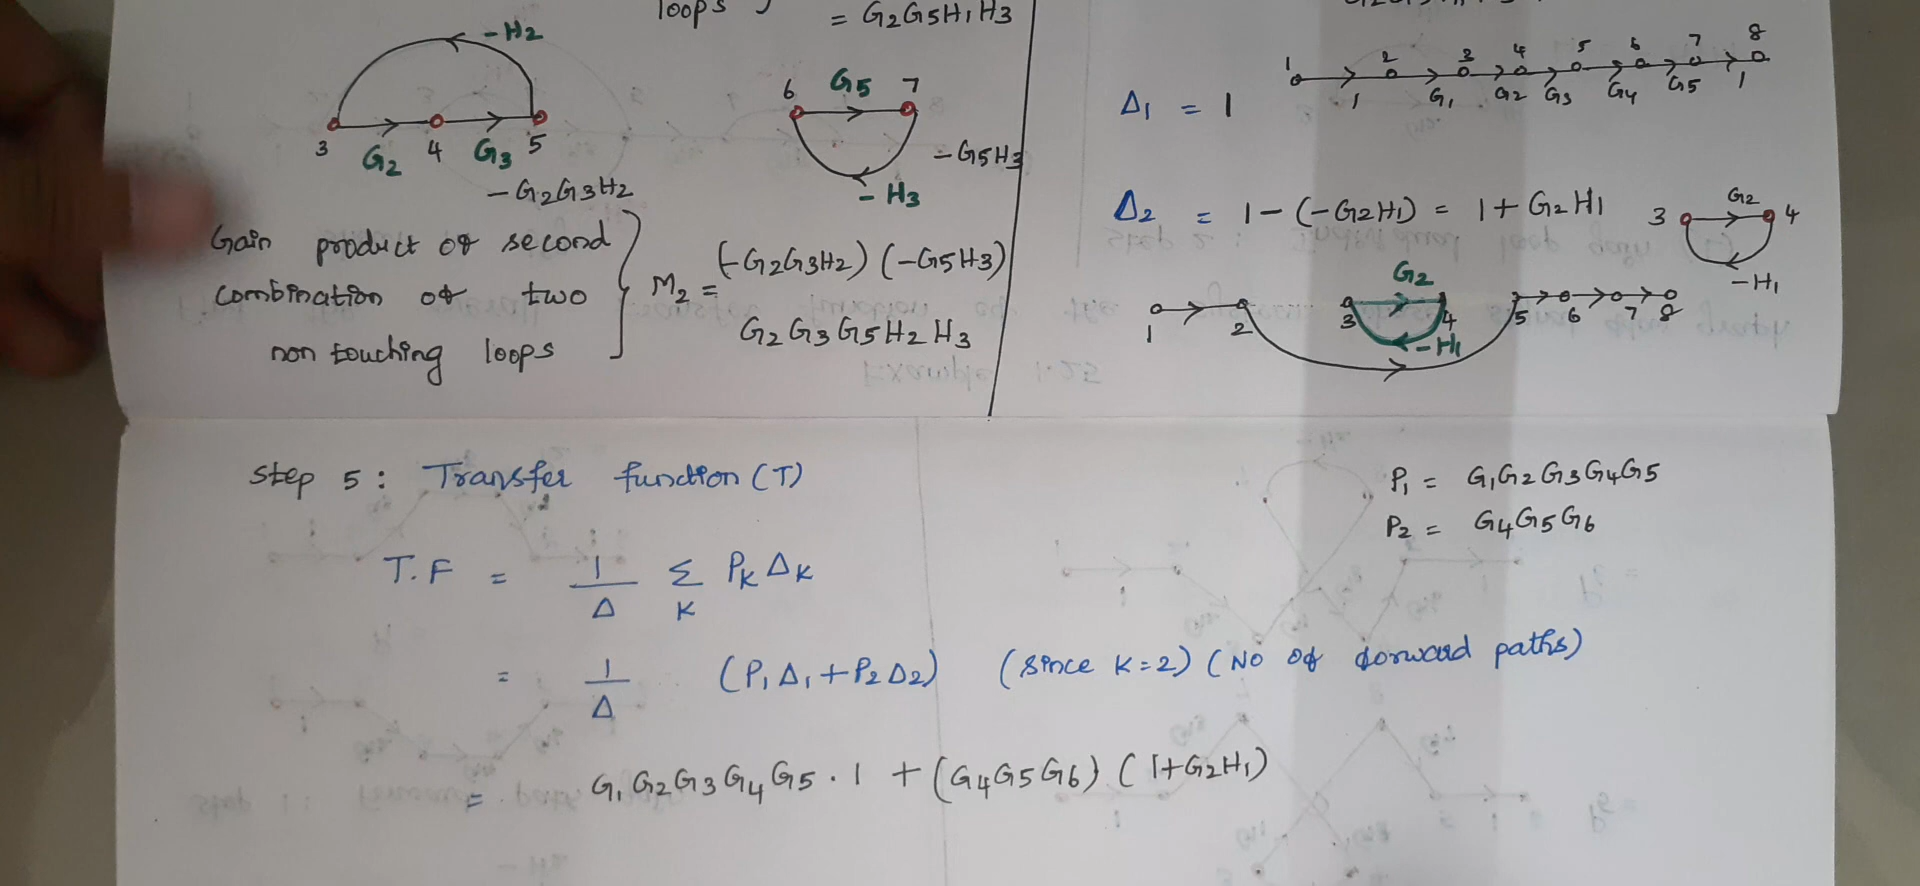 loops }
= G2G5H1H3
-H2
3 G2 4 G3 5
-G2G3H2
6 G5 7
-G5H3
-H3
Gain product of second
combination of two
non touching loops
M2 = (-G2G3H2) (-G5H3)
G2G3G5H2H3
1 2 3 4 5 6 7 8
1 G1 G2 G3 G4 G5 1
Δ1 = 1
Δ2 = 1-(-G2H1) = 1+G2H1
3 G2 4
-H1
G2
1 2 3 4 5 6 7 8
-H1
Step 5: Transfer function (T)
P1 = G1G2G3G4G5
P2 = G4G5G6
T.F = 1/Δ Σ PK ΔK
K
= 1/Δ (P1Δ1+P2Δ2) (since K=2) (No of forward paths)
= G1G2G3G4G5 . 1 + (G4G5G6) (1+G2H1)